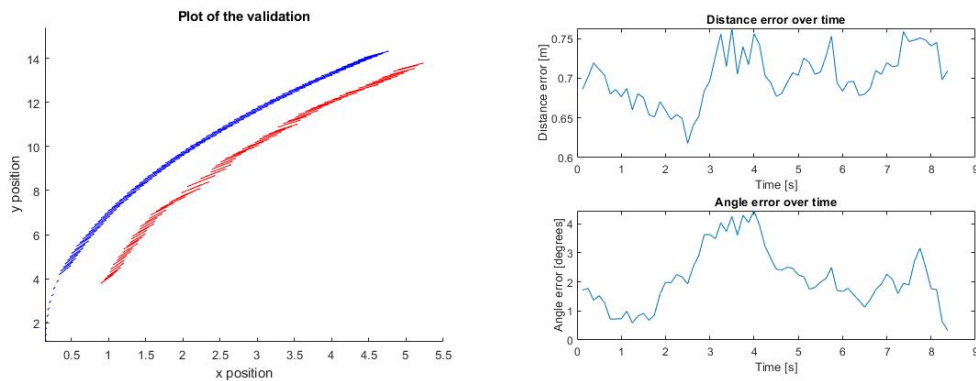 Plot of the validation
y position
14
12
10
8
6
4
2
0.5 1 1.5 2 2.5 3 3.5 4 4.5 5 5.5
x position
Distance error over time
Distance error [m]
0.75
0.7
0.65
0.6
0 1 2 3 4 5 6 7 8 9
Time [s]
Angle error over time
Angle error [degrees]
4
3
2
1
0
0 1 2 3 4 5 6 7 8 9
Time [s]